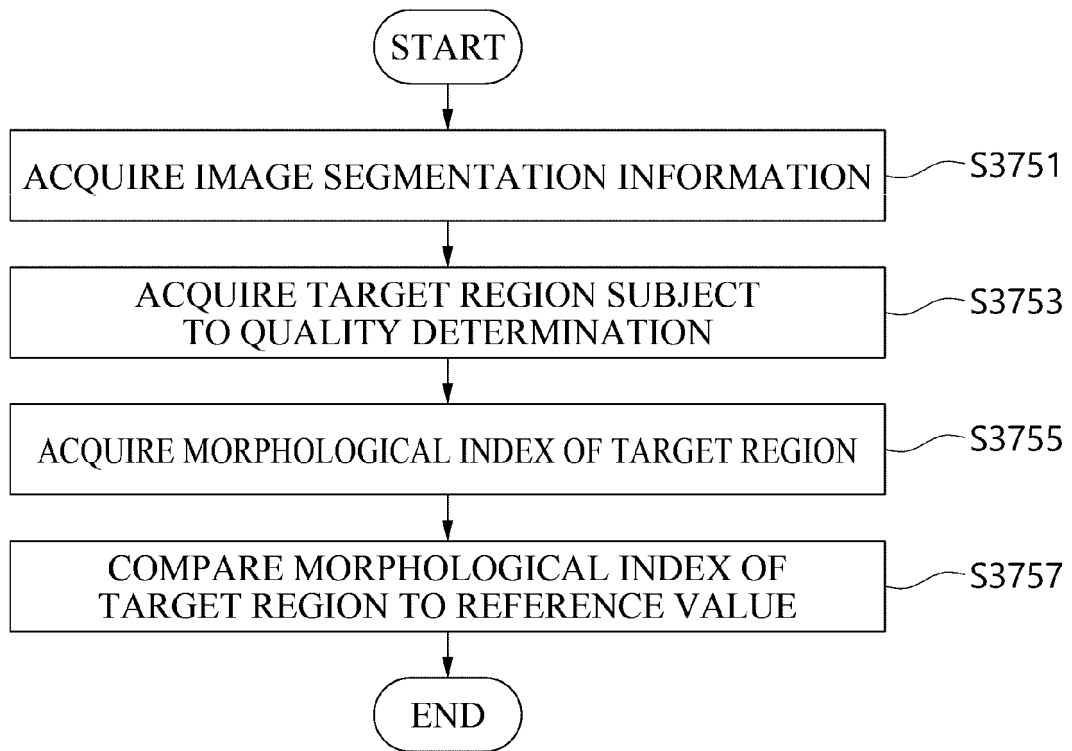 START
ACQUIRE IMAGE SEGMENTATION INFORMATION
S3751
ACQUIRE TARGET REGION SUBJECT
TO QUALITY DETERMINATION
S3753
ACQUIRE MORPHOLOGICAL INDEX OF TARGET REGION
S3755
COMPARE MORPHOLOGICAL INDEX OF
TARGET REGION TO REFERENCE VALUE
S3757
END